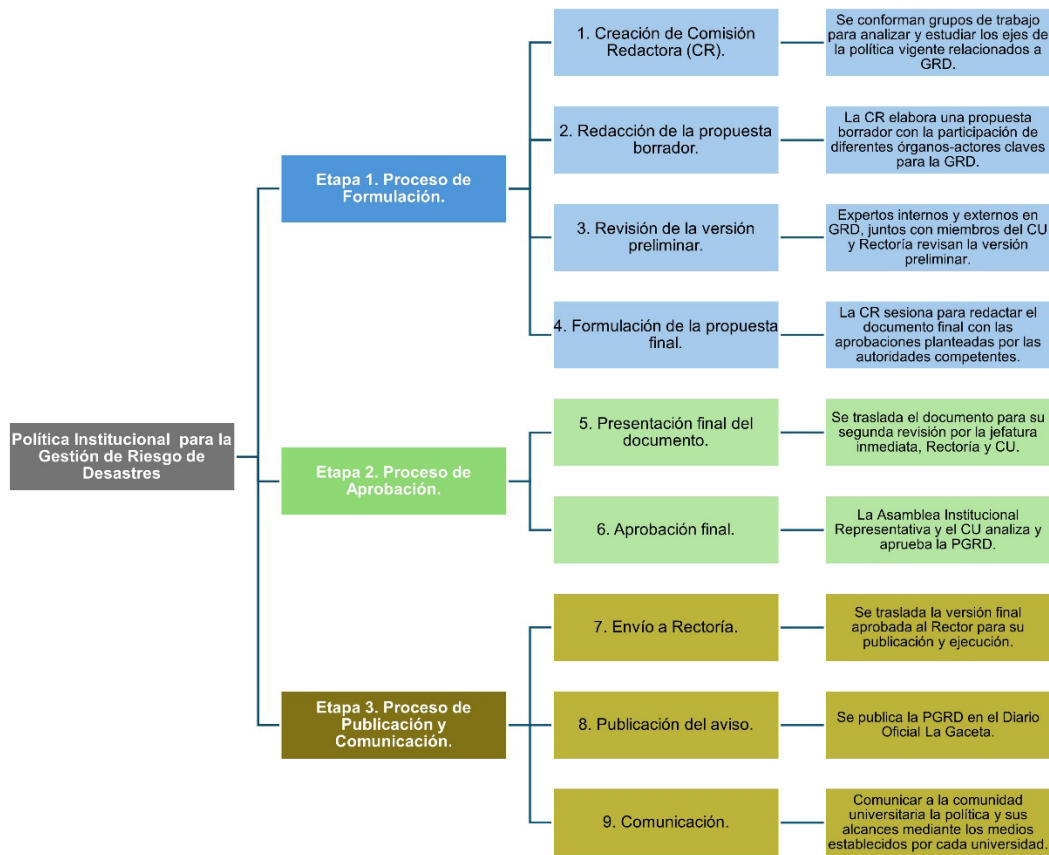 Política Institucional para la
Gestión de Riesgo de
Desastres
Etapa 1. Proceso de
Formulación.
1. Creación de Comisión
Redactora (CR).
Se conforman grupos de trabajo
para analizar y estudiar los ejes de
la política vigente relacionados a
GRD.
2. Redacción de la propuesta
borrador.
La CR elabora una propuesta
borrador con la participación de
diferentes órganos-actores claves
para la GRD.
3. Revisión de la versión
preliminar.
Expertos internos y externos en
GRD, juntos con miembros del CU
y Rectoría revisan la versión
preliminar.
4. Formulación de la propuesta
final.
La CR sesiona para redactar el
documento final con las
aprobaciones planteadas por las
autoridades competentes.
Etapa 2. Proceso de
Aprobación.
5. Presentación final del
documento.
Se traslada el documento para su
segunda revisión por la jefatura
inmediata, Rectoría y CU.
6. Aprobación final.
La Asamblea Institucional
Representativa y el CU analiza y
aprueba la PGRD.
Etapa 3. Proceso de
Publicación y
Comunicación.
7. Envío a Rectoría.
Se traslada la versión final
aprobada al Rector para su
publicación y ejecución.
8. Publicación del aviso.
Se publica la PGRD en el Diario
Oficial La Gaceta.
9. Comunicación.
Comunicar a la comunidad
universitaria la política y sus
alcances mediante los medios
establecidos por cada universidad.